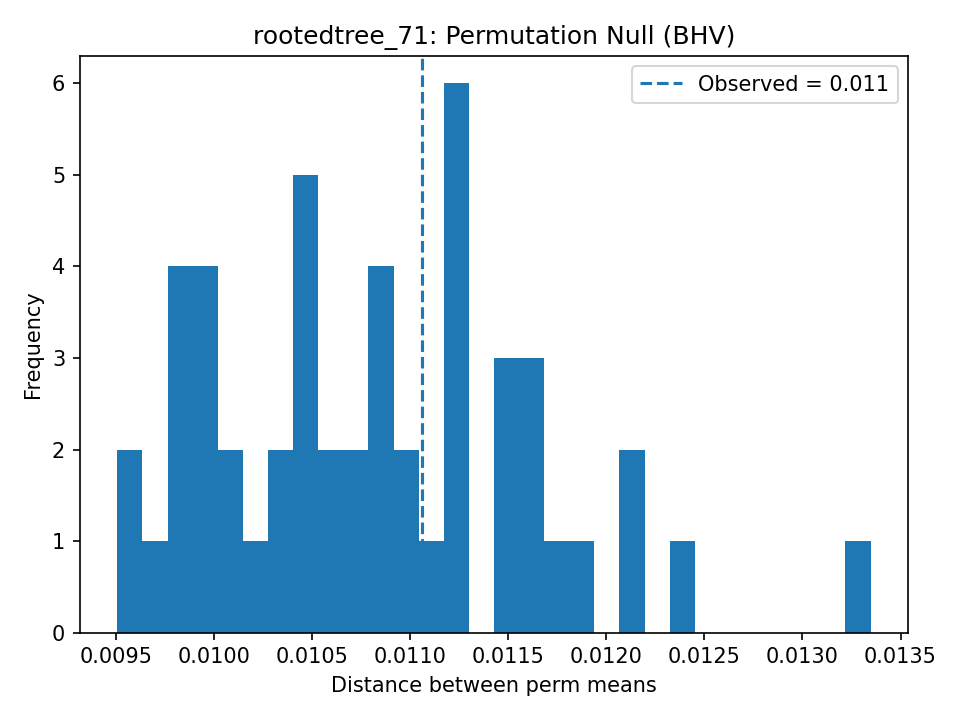 rootedtree_71: Permutation Null (BHV)
Observed = 0.011
Frequency
6
5
4
3
2
1
0
0.0095 0.0100 0.0105 0.0110 0.0115 0.0120 0.0125 0.0130 0.0135
Distance between perm means